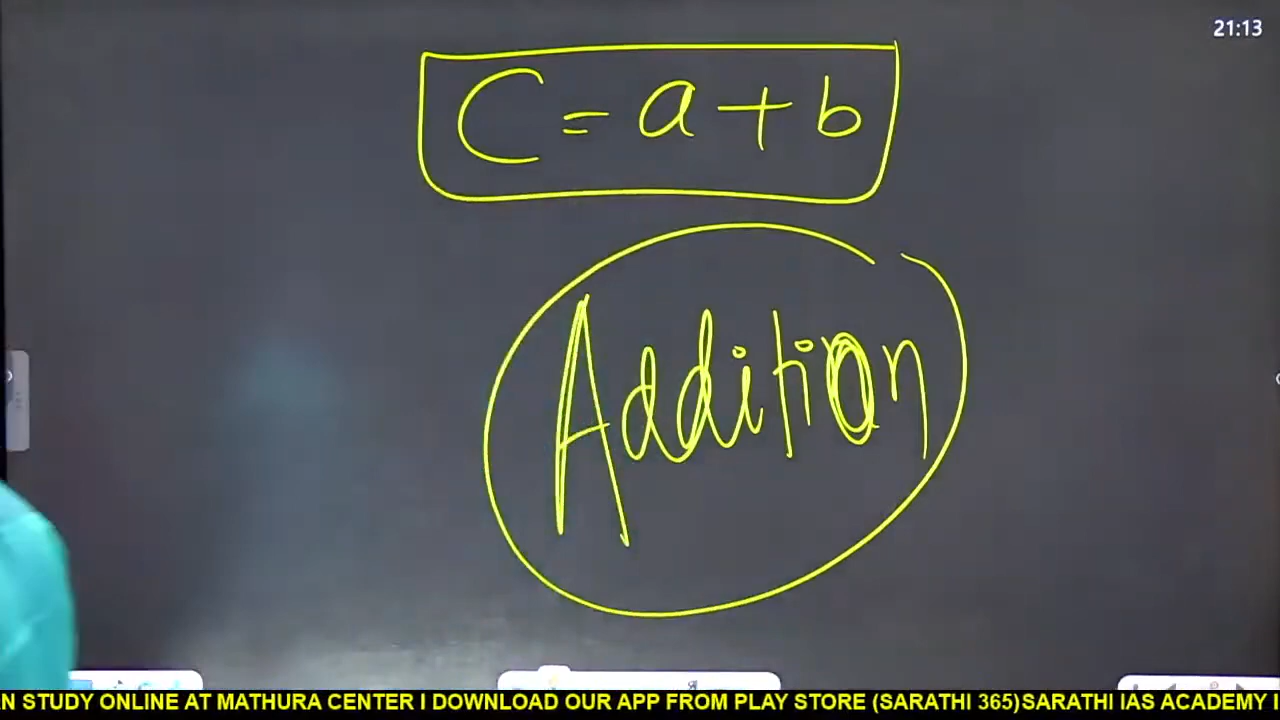 21:13
C = a + b
Addition
N STUDY ONLINE AT MATHURA CENTER I DOWNLOAD OUR APP FROM PLAY STORE (SARATHI 365)SARATHI IAS ACADEMY I